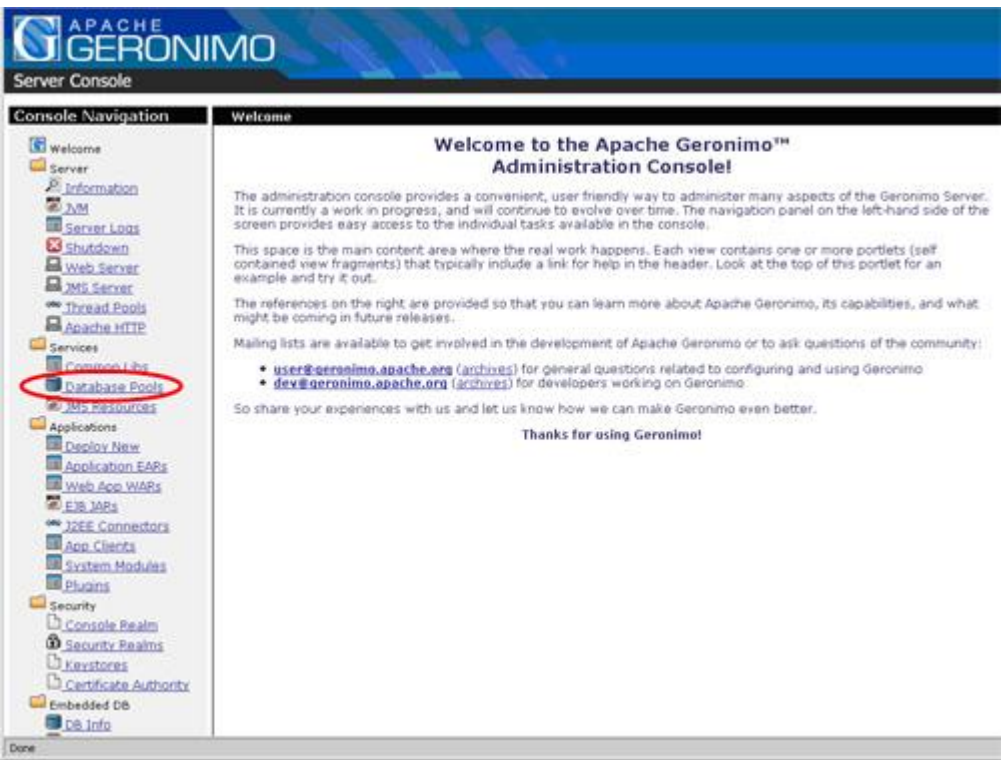 APACHE
GERONIMO
Server Console
Console Navigation
Welcome
Server
Information
JVM
Server Logs
Shutdown
Web Server
JMS Server
Thread Pools
Apache HTTP
Services
Common Libs
Database Pools
JMS Resources
Applications
Deploy New
Application EARs
Web App WARs
EJB JARs
J2EE Connectors
App Clients
System Modules
Plugins
Security
Console Realm
Security Realms
Keystores
Certificate Authority
Embedded DB
DB Info
Welcome
Welcome to the Apache Geronimo™
Administration Console!
The administration console provides a convenient, user friendly way to administer many aspects of the Geronimo Server.
It is currently a work in progress, and will continue to evolve over time. The navigation panel on the left-hand side of the
screen provides easy access to the individual tasks available in the console.
This space is the main content area where the real work happens. Each view contains one or more portlets (self
contained view fragments) that typically include a link for help in the header. Look at the top of this portlet for an
example and try it out.
The references on the right are provided so that you can learn more about Apache Geronimo, its capabilities, and what
might be coming in future releases.
Mailing lists are available to get involved in the development of Apache Geronimo or to ask questions of the community:
• user@geronimo.apache.org (archives) for general questions related to configuring and using Geronimo
• dev@geronimo.apache.org (archives) for developers working on Geronimo
So share your experiences with us and let us know how we can make Geronimo even better.
Thanks for using Geronimo!
Done